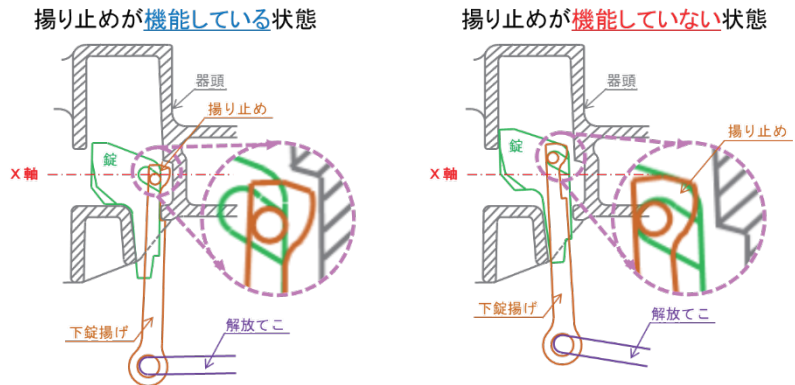 揚り止めが機能している状態
器頭
揚り止め
錠
X軸
下錠揚げ
解放てこ
揚り止めが機能していない状態
器頭
揚り止め
錠
X軸
下錠揚げ
解放てこ